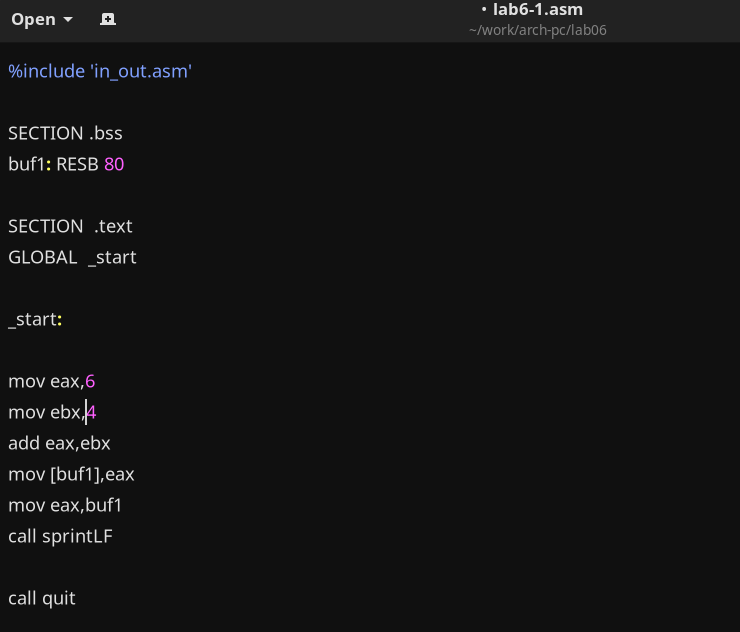 Open
• lab6-1.asm
~/work/arch-pc/lab06
%include 'in_out.asm'
SECTION .bss
buf1: RESB 80
SECTION  .text
GLOBAL  _start
_start:
mov eax,6
mov ebx,4
add eax,ebx
mov [buf1],eax
mov eax,buf1
call sprintLF
call quit